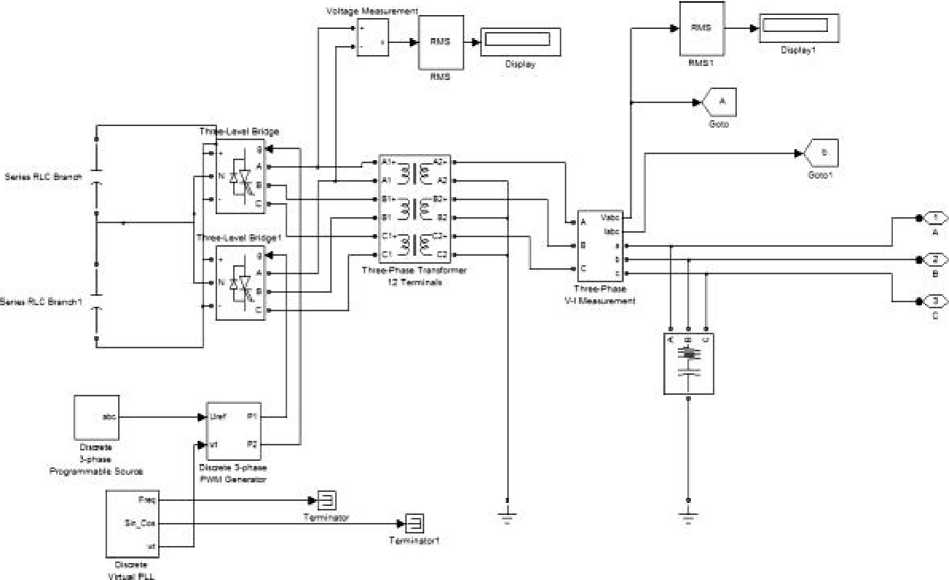 Voltage Measurement
+
-
v
RMS
RMS
Display
RMS1
RMS
Display1
A
Goto
b
Goto1
Three-Level Bridge
+
N
-
g
A
B
C
Series RLC Branch
Three-Level Bridge1
+
N
-
g
A
B
C
Series RLC Branch1
A1+ A2+
A1 A2
B1+ B2+
B1 B2
C1+ C2+
C1 C2
Three-Phase Transformer
12 Terminals
A
B
C
Vabc
Iabc
a
b
c
Three-Phase
V-I Measurement
1
A
2
B
3
C
A B C
abc
Discrete
3-phase
Programmable Source
Uref P1
wt P2
Discrete 3-phase
PWM Generator
Freq
Sin_Cos
wt
Discrete
Virtual PLL
Terminator
Terminator1